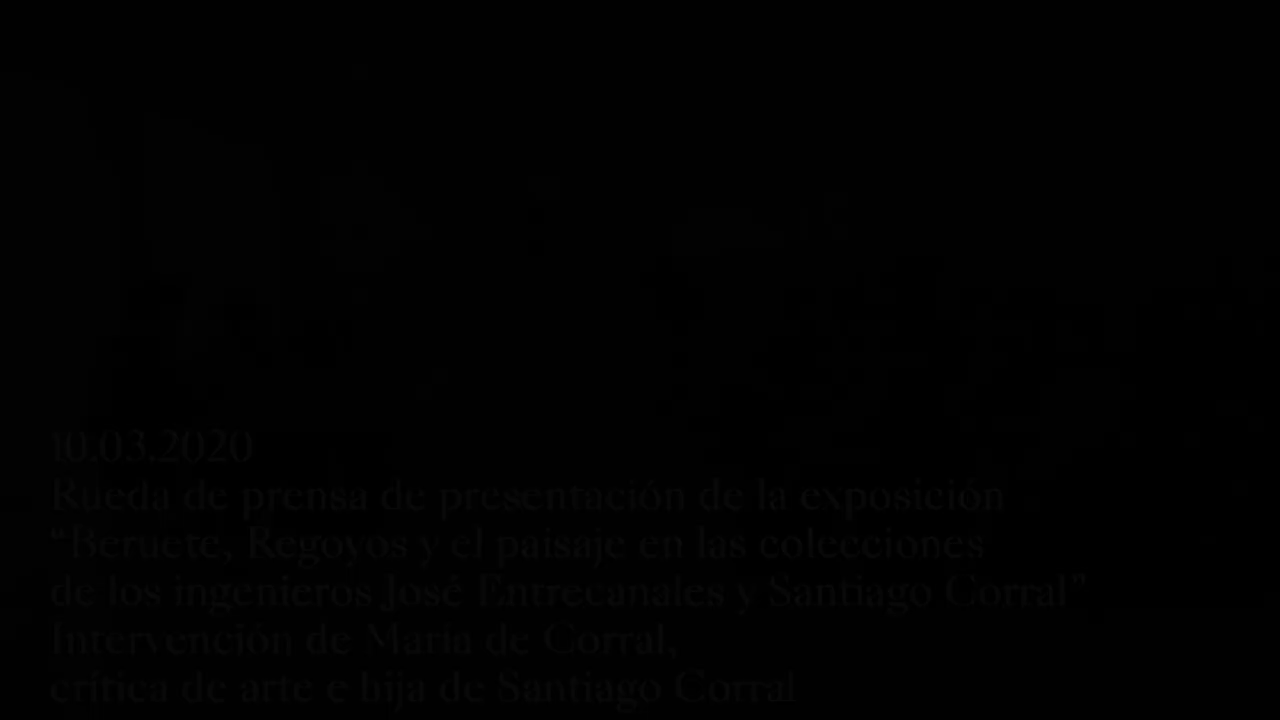 10.03.2020
Rueda de prensa de presentación de la exposición
“Beruete, Regoyos y el paisaje en las colecciones
de los ingenieros José Entrecanales y Santiago Corral”
Intervención de María de Corral,
crítica de arte e hija de Santiago Corral